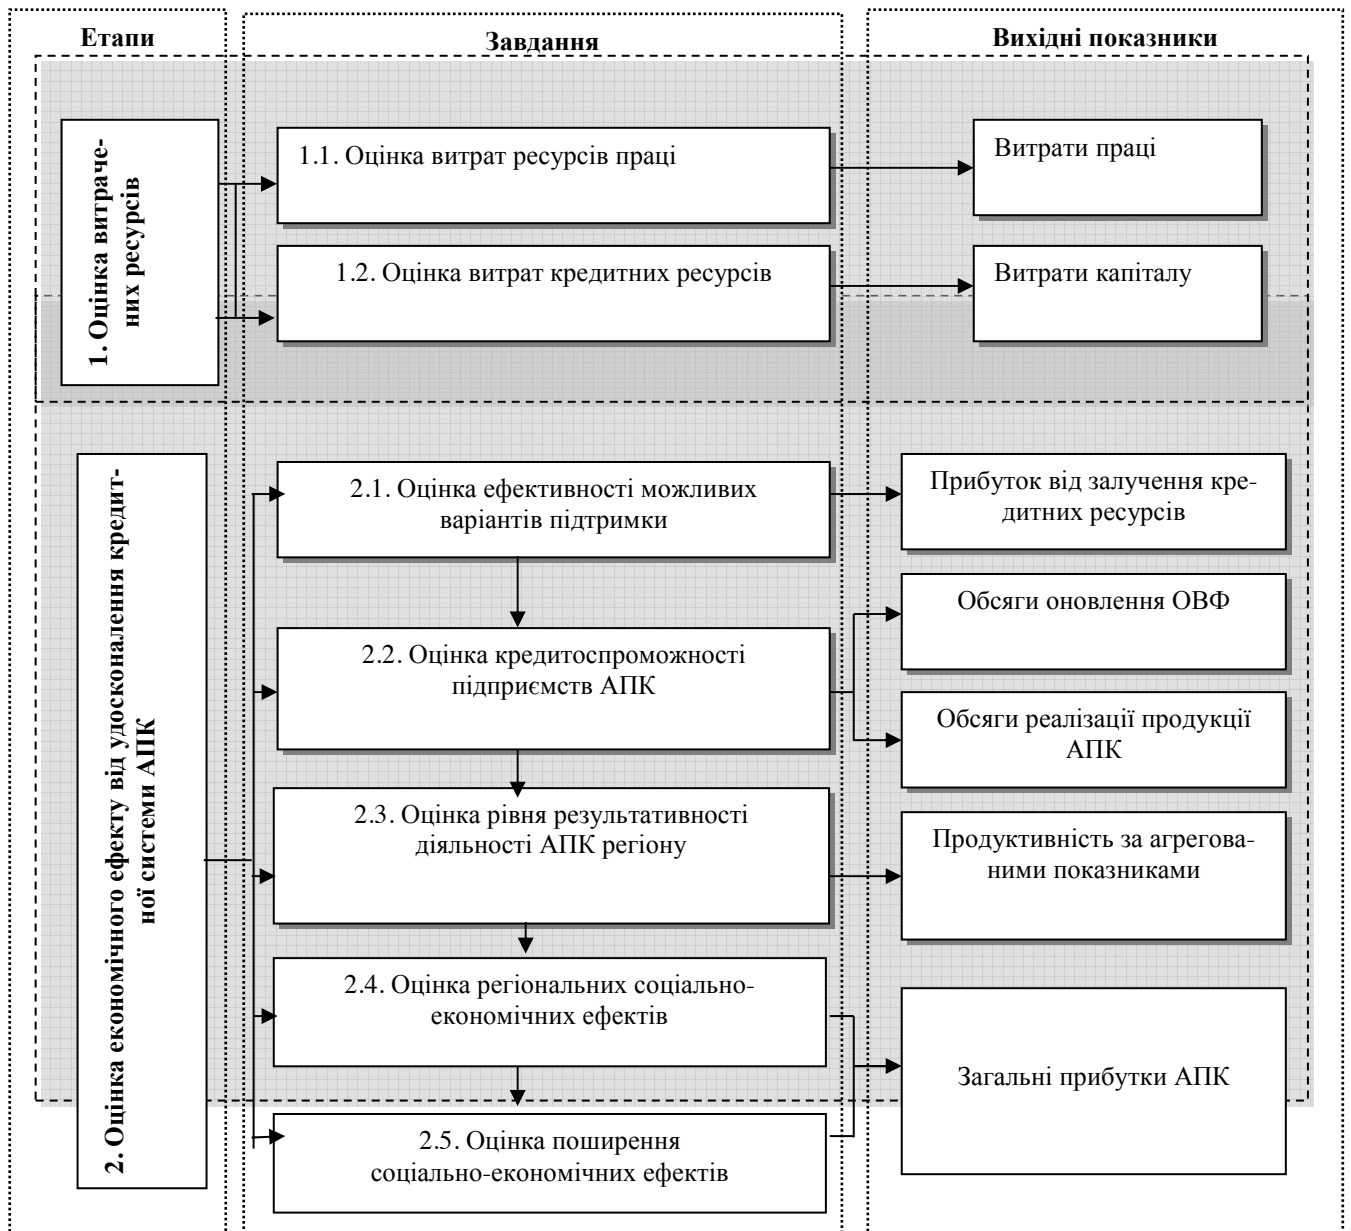 Етапи
Завдання
Вихідні показники
1. Оцінка витраче-
них ресурсів
1.1. Оцінка витрат ресурсів праці
Витрати праці
1.2. Оцінка витрат кредитних ресурсів
Витрати капіталу
2. Оцінка економічного ефекту від удосконалення кредит-
ної системи АПК
2.1. Оцінка ефективності можливих
варіантів підтримки
Прибуток від залучення кре-
дитних ресурсів
2.2. Оцінка кредитоспроможності
підприємств АПК
Обсяги оновлення ОВФ
Обсяги реалізації продукції
АПК
2.3. Оцінка рівня результативності
діяльності АПК регіону
Продуктивність за агрегова-
ними показниками
2.4. Оцінка регіональних соціально-
економічних ефектів
Загальні прибутки АПК
2.5. Оцінка поширення
соціально-економічних ефектів